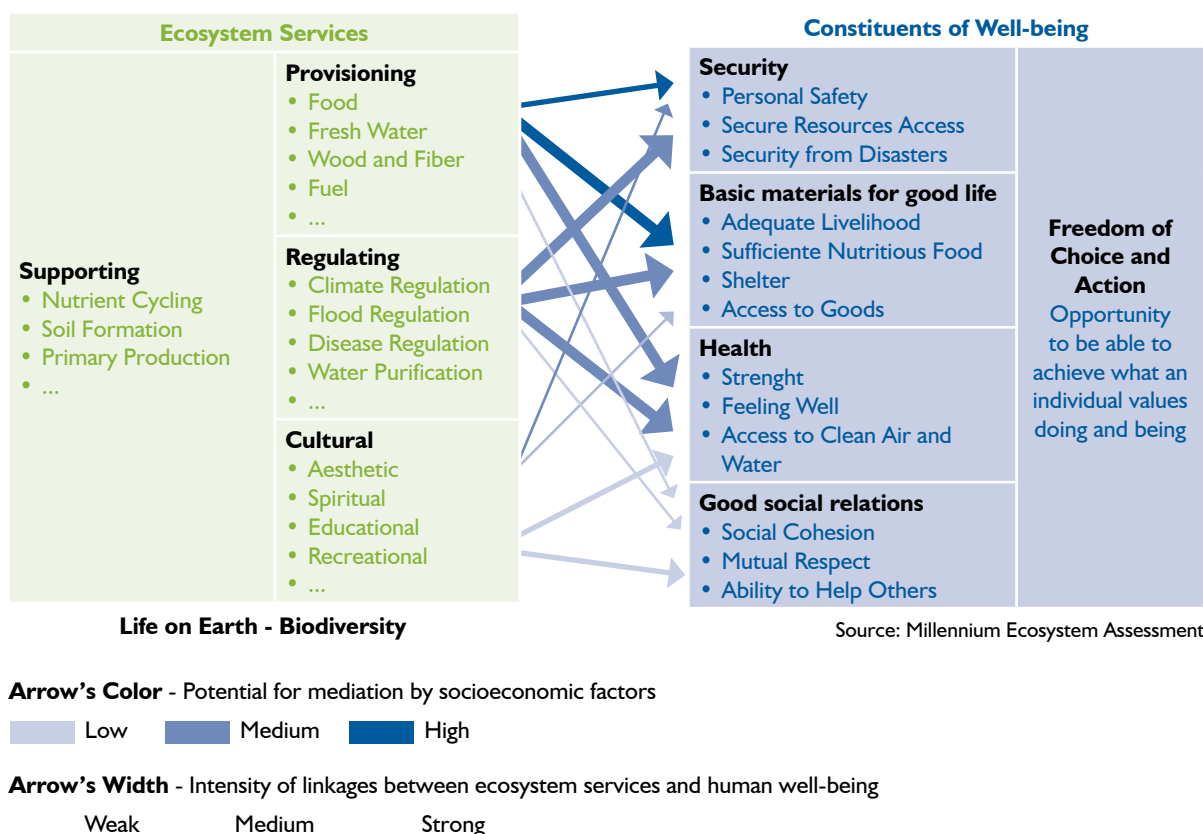 Ecosystem Services
Supporting
• Nutrient Cycling
• Soil Formation
• Primary Production
• ...
Provisioning
• Food
• Fresh Water
• Wood and Fiber
• Fuel
• ...
Regulating
• Climate Regulation
• Flood Regulation
• Disease Regulation
• Water Purification
• ...
Cultural
• Aesthetic
• Spiritual
• Educational
• Recreational
• ...
Life on Earth - Biodiversity
Constituents of Well-being
Security
• Personal Safety
• Secure Resources Access
• Security from Disasters
Basic materials for good life
• Adequate Livelihood
• Sufficiente Nutritious Food
• Shelter
• Access to Goods
Health
• Strenght
• Feeling Well
• Access to Clean Air and
Water
Good social relations
• Social Cohesion
• Mutual Respect
• Ability to Help Others
Freedom of
Choice and
Action
Opportunity
to be able to
achieve what an
individual values
doing and being
Source: Millennium Ecosystem Assessment
Arrow's Color - Potential for mediation by socioeconomic factors
Low Medium High
Arrow's Width - Intensity of linkages between ecosystem services and human well-being
Weak Medium Strong